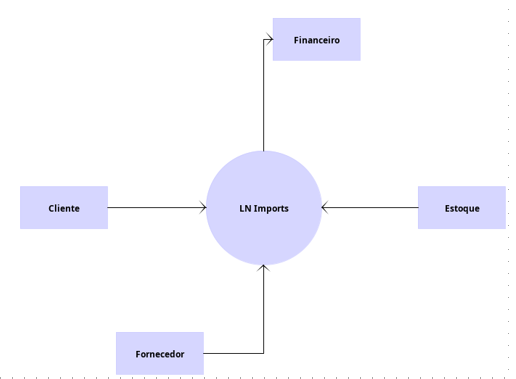 Financeiro
Cliente
LN Imports
Estoque
Fornecedor